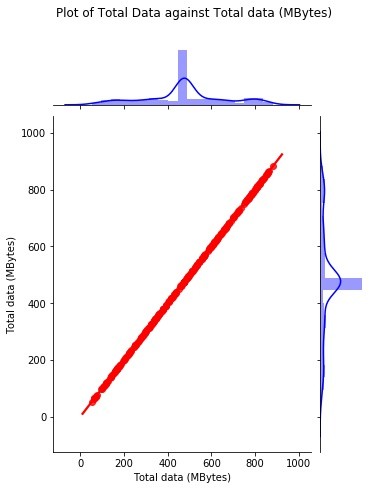 Plot of Total Data against Total data (MBytes)
1000
800
600
400
200
0
Total data (MBytes)
0 200 400 600 800 1000
Total data (MBytes)